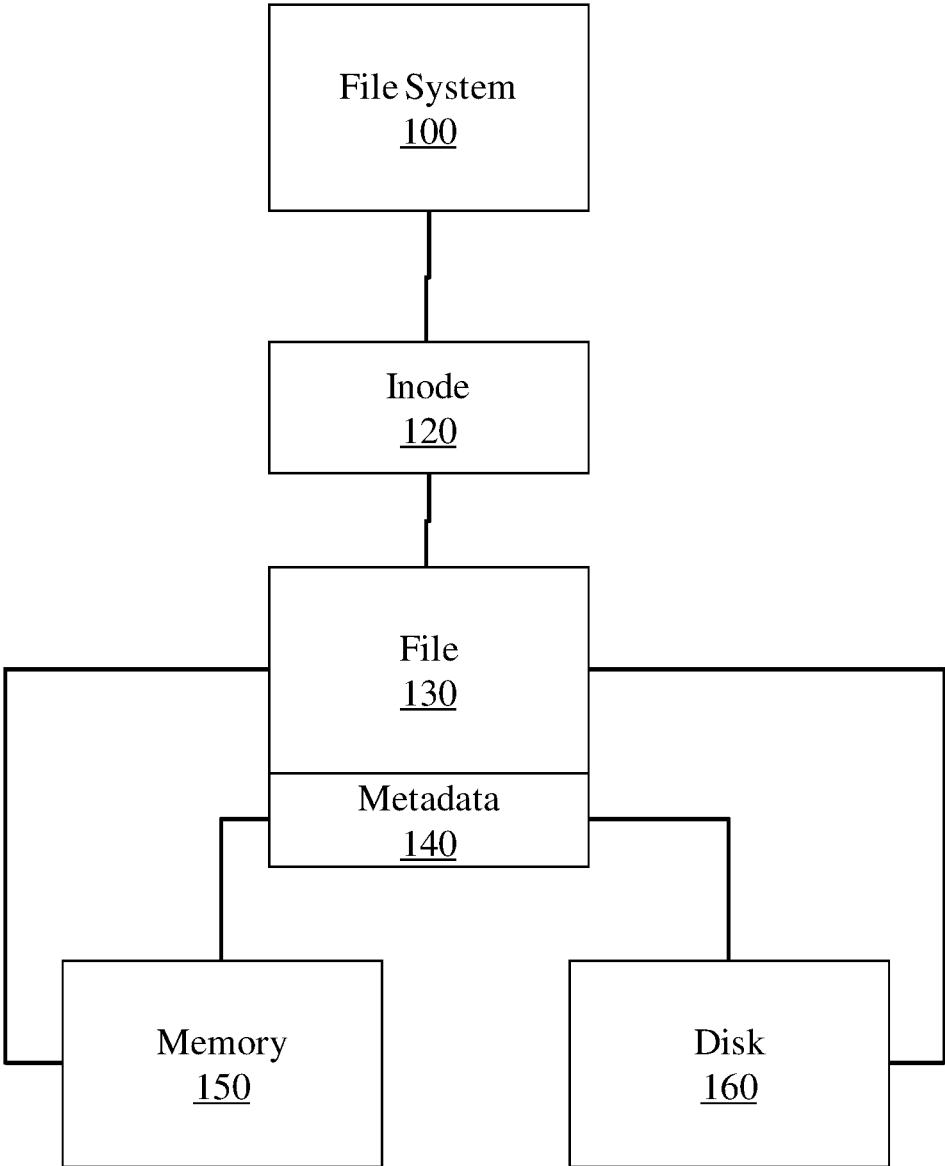 File System
100
Inode
120
File
130
Metadata
140
Memory
150
Disk
160